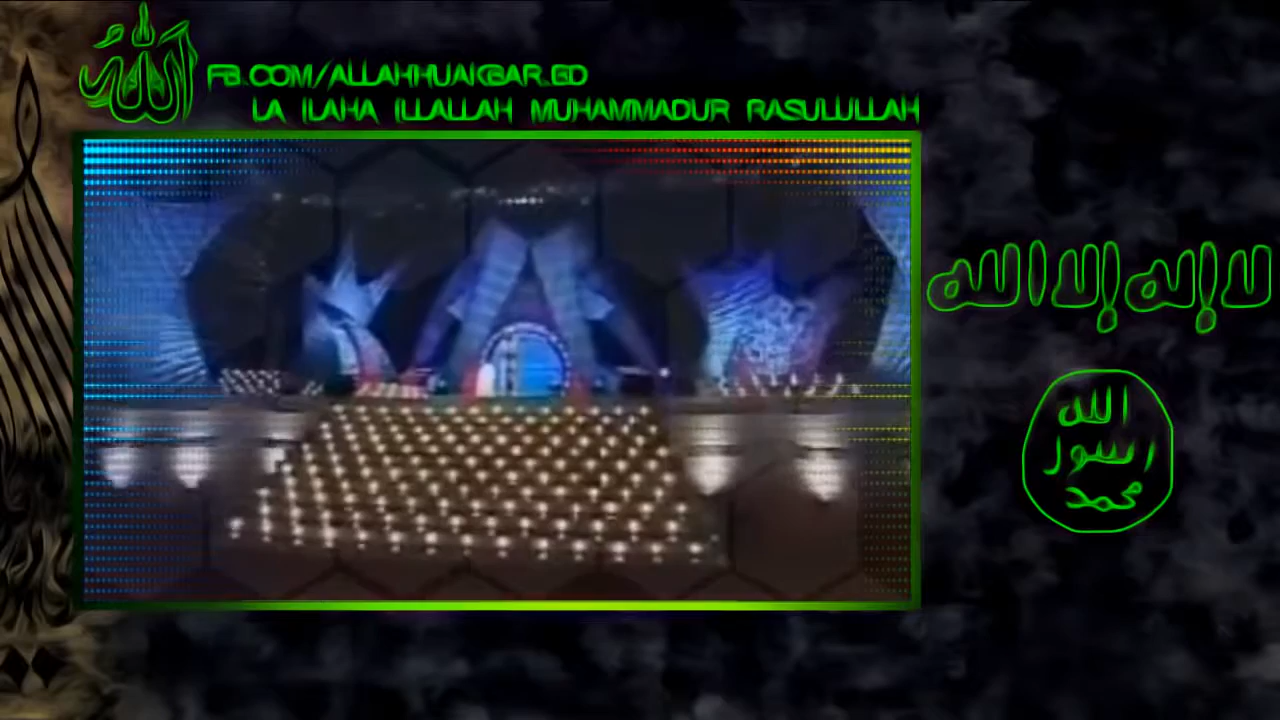 الله
FB.COM/ALLAHHUAKBAR.BD
LA ILAHA ILLALLAH MUHAMMADUR RASULULLAH
لا إله إلا الله
الله
رسول
محمد